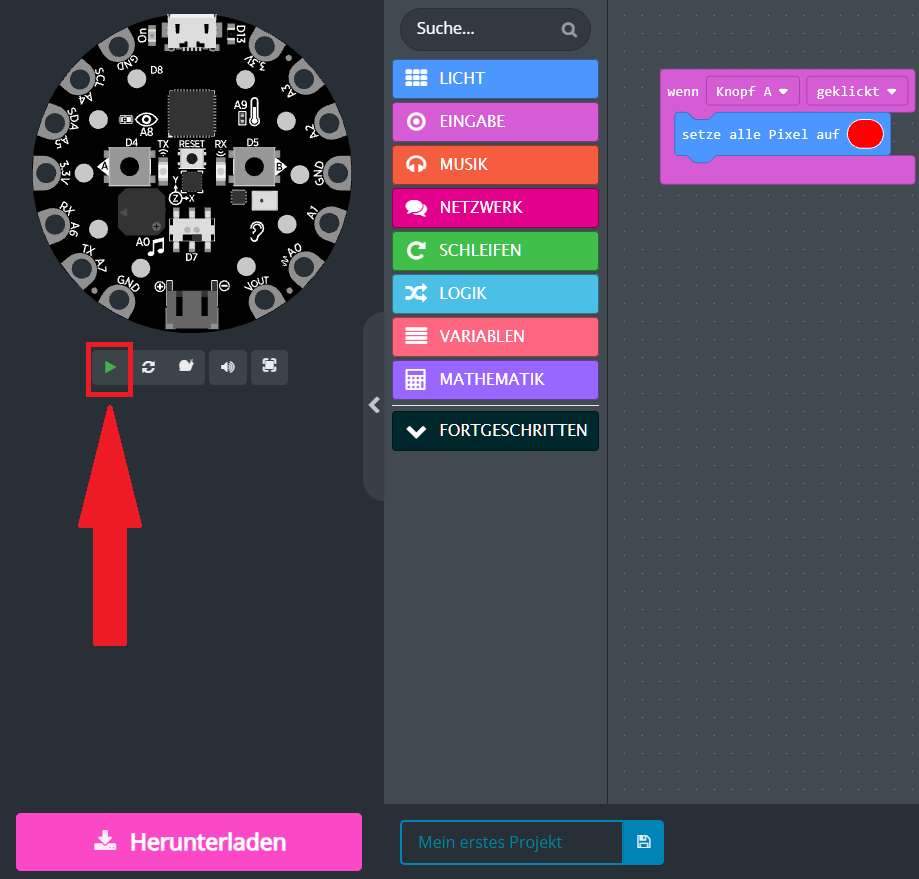 On
D13
GND
3.3V
D8
SCL
A3
A4
A9
SDA
A8
A2
A5
D4
TX
RESET
RX
D5
A
B
3.3V
Y
GND
Z
X
RX
A6
A0
A1
D7
TX
A7
A0
GND
VOUT
Suche...
LICHT
EINGABE
MUSIK
NETZWERK
SCHLEIFEN
LOGIK
VARIABLEN
MATHEMATIK
FORTGESCHRITTEN
wenn Knopf A geklickt
setze alle Pixel auf
Herunterladen
Mein erstes Projekt